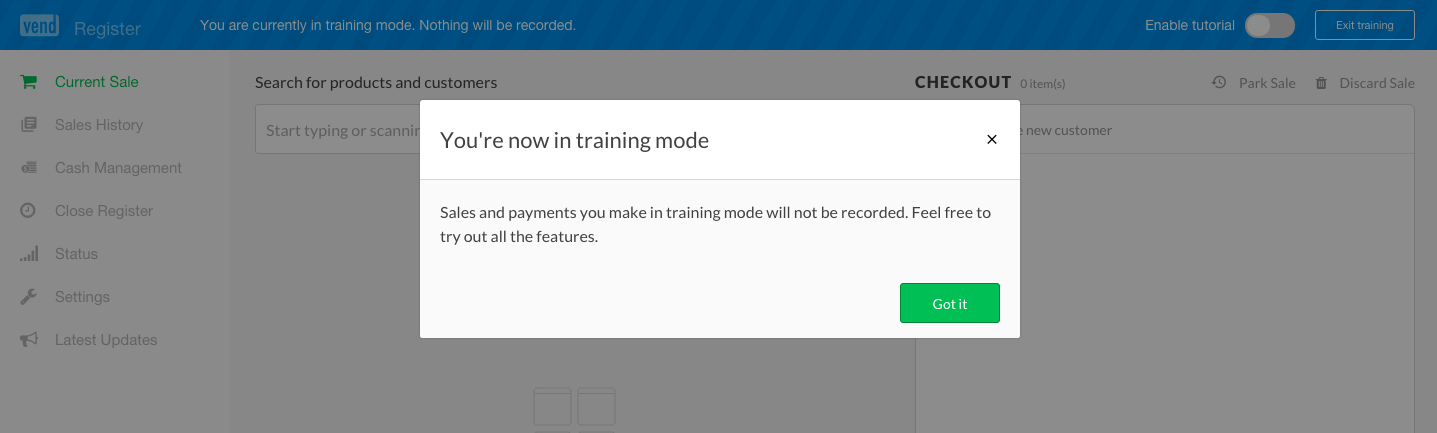 vend Register You are currently in training mode. Nothing will be recorded. Enable tutorial Exit training
Current Sale
Sales History
Cash Management
Close Register
Status
Settings
Latest Updates
Search for products and customers
Start typing or
CHECKOUT 0 item(s) Park Sale Discard Sale
new customer
You're now in training mode
Sales and payments you make in training mode will not be recorded. Feel free to
try out all the features.
Got it